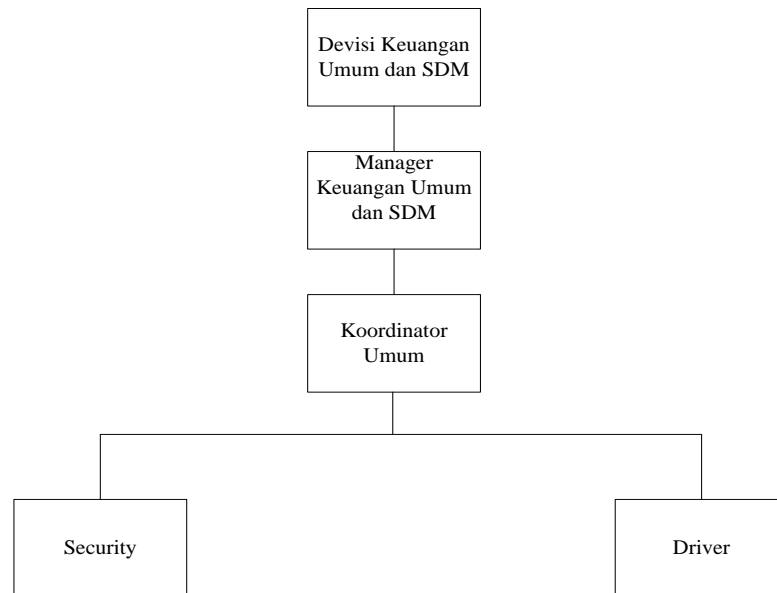 Devisi Keuangan
Umum dan SDM
Manager
Keuangan Umum
dan SDM
Koordinator
Umum
Security
Driver